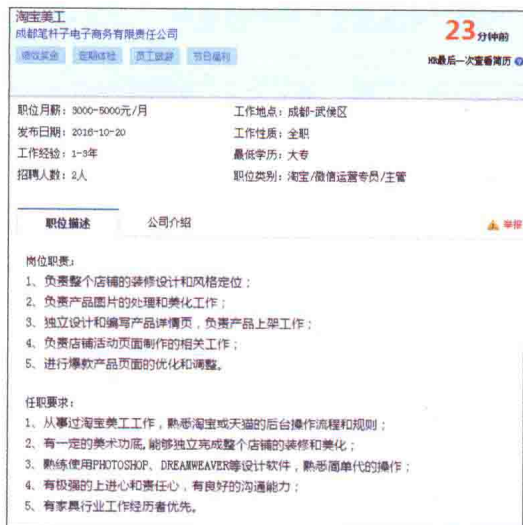 淘宝美工
成都笔杆子电子商务有限责任公司
绩效奖金 定期体检 员工旅游 节日福利
23分钟前
HR最后一次查看简历
职位月薪：3000-5000元/月 工作地点：成都-武侯区
发布日期：2016-10-20 工作性质：全职
工作经验：1-3年 最低学历：大专
招聘人数：2人 职位类别：淘宝/微信运营专员/主管
职位描述 公司介绍 举报
岗位职责：
1、负责整个店铺的装修设计和风格定位；
2、负责产品图片的处理和美化工作；
3、独立设计和编写产品详情页，负责产品上架工作；
4、负责店铺活动页面制作的相关工作；
5、进行爆款产品页面的优化和调整。
任职要求：
1、从事过淘宝美工工作，熟悉淘宝或天猫的后台操作流程和规则；
2、有一定的美术功底,能够独立完成整个店铺的装修和美化；
3、熟练使用PHOTOSHOP、DREAMWEAVER等设计软件，熟悉简单代的操作；
4、有极强的上进心和责任心，有良好的沟通能力；
5、有家具行业工作经历者优先。